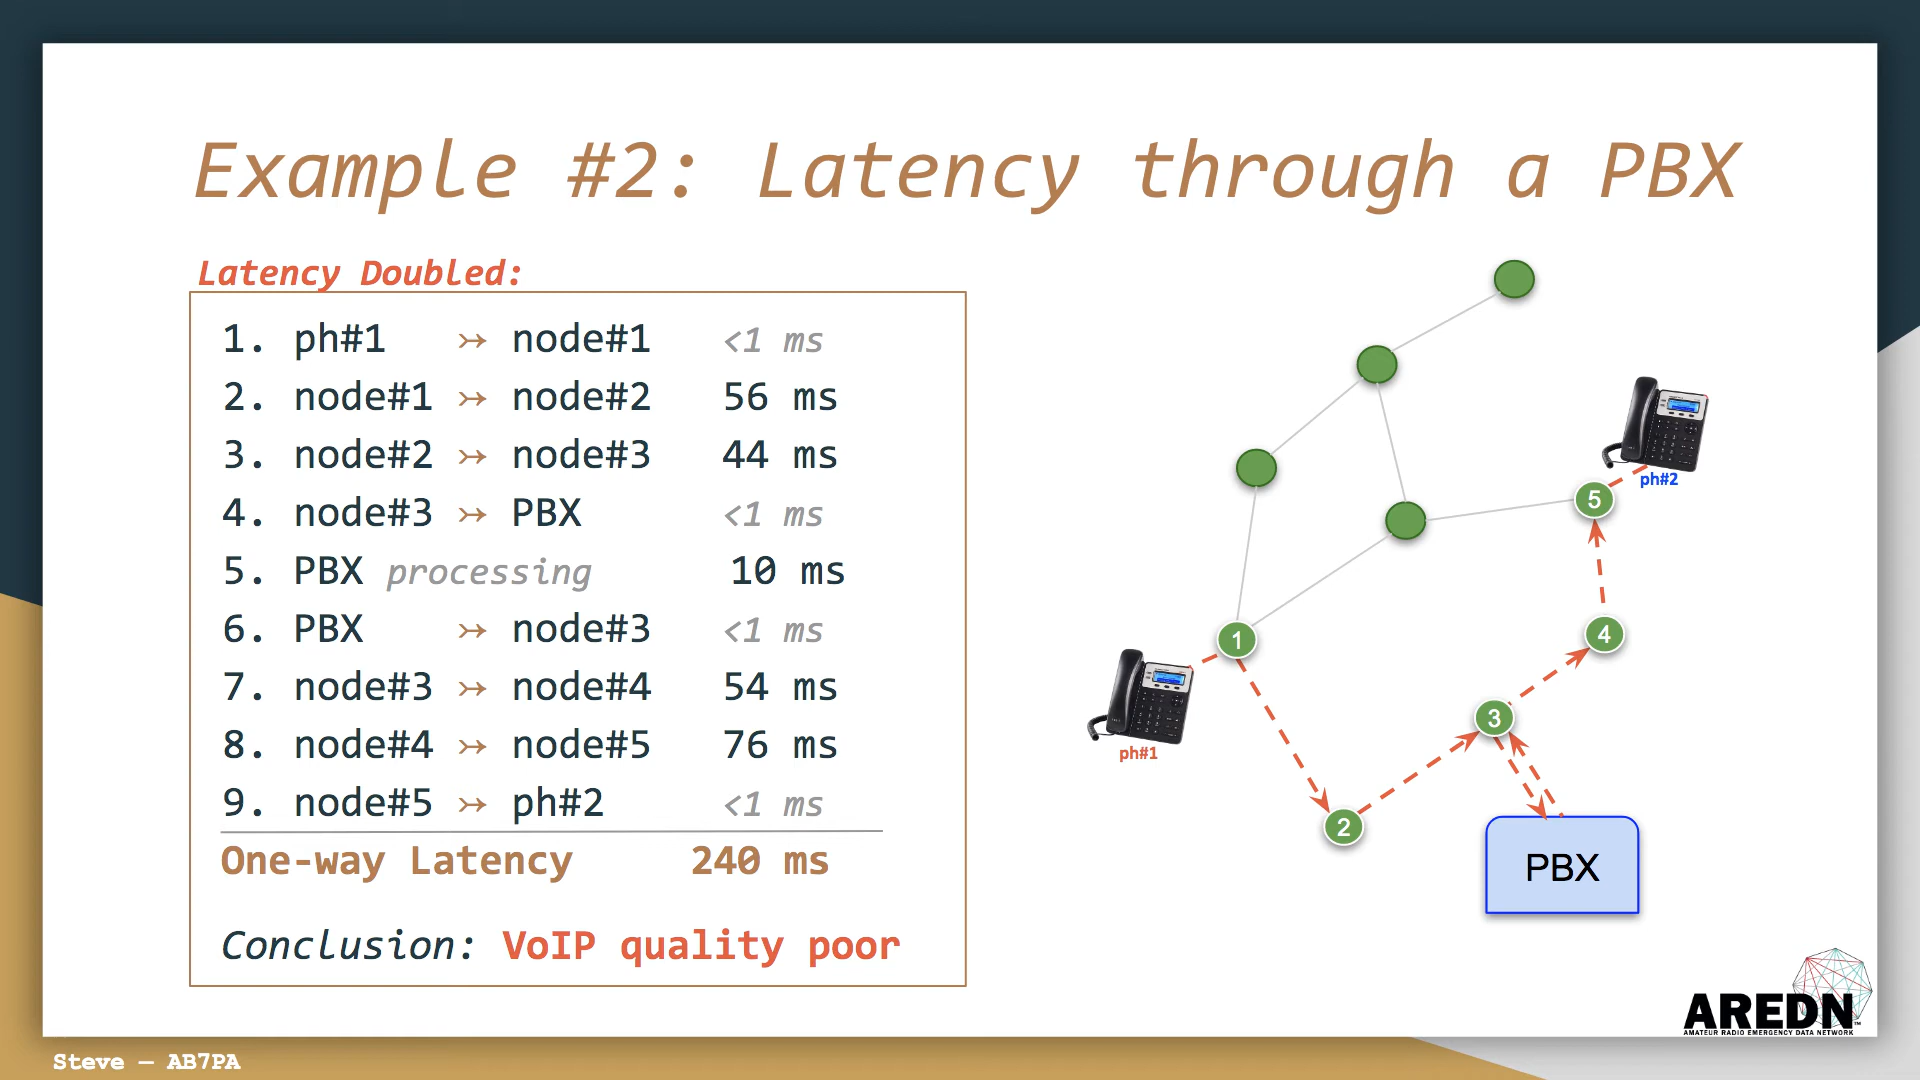 Example #2: Latency through a PBX
Latency Doubled:
1. ph#1 ↣ node#1 <1 ms
2. node#1 ↣ node#2 56 ms
3. node#2 ↣ node#3 44 ms
4. node#3 ↣ PBX <1 ms
5. PBX processing 10 ms
6. PBX ↣ node#3 <1 ms
7. node#3 ↣ node#4 54 ms
8. node#4 ↣ node#5 76 ms
9. node#5 ↣ ph#2 <1 ms
One-way Latency 240 ms
Conclusion: VoIP quality poor
ph#2
5
1
4
ph#1
3
2
PBX
AREDN™
AMATEUR RADIO EMERGENCY DATA NETWORK
Steve – AB7PA